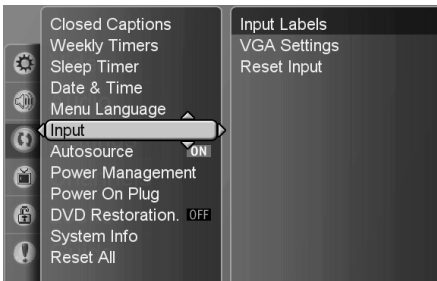 Closed Captions
Weekly Timers
Sleep Timer
Date & Time
Menu Language
Input
Autosource ON
Power Management
Power On Plug
DVD Restoration. OFF
System Info
Reset All
Input Labels
VGA Settings
Reset Input